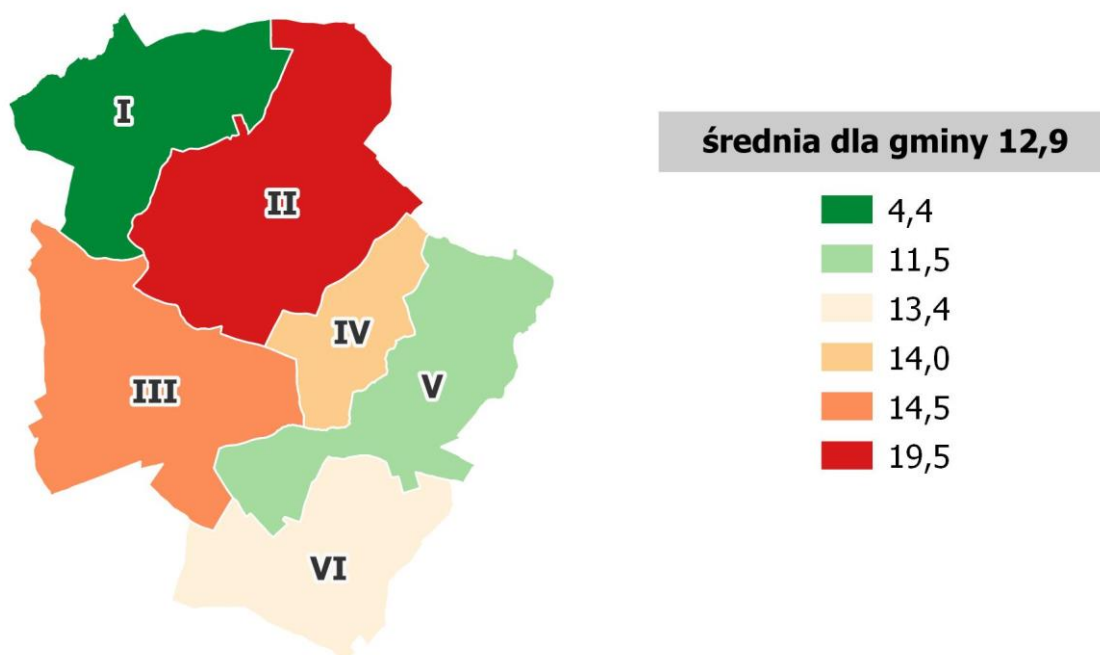 I
II
III
IV
V
VI
średnia dla gminy 12,9
4,4
11,5
13,4
14,0
14,5
19,5